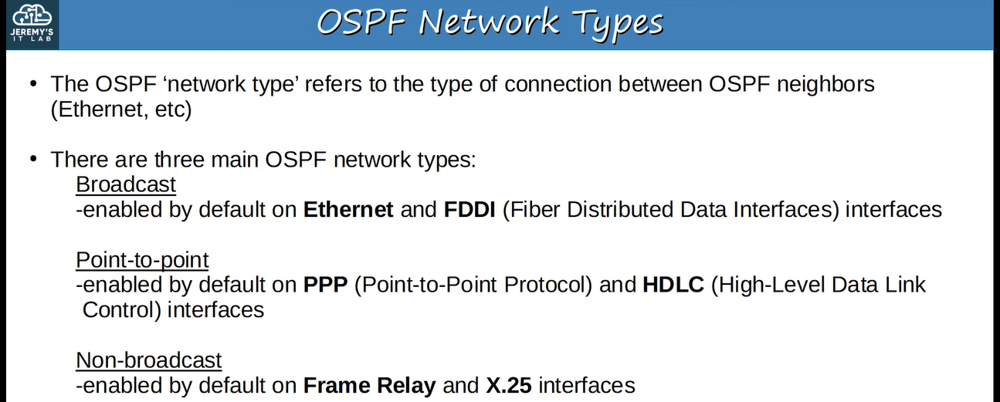 JEREMY'S
IT LAB
OSPF Network Types
• The OSPF ‘network type’ refers to the type of connection between OSPF neighbors
(Ethernet, etc)
• There are three main OSPF network types:
Broadcast
-enabled by default on Ethernet and FDDI (Fiber Distributed Data Interfaces) interfaces
Point-to-point
-enabled by default on PPP (Point-to-Point Protocol) and HDLC (High-Level Data Link
Control) interfaces
Non-broadcast
-enabled by default on Frame Relay and X.25 interfaces